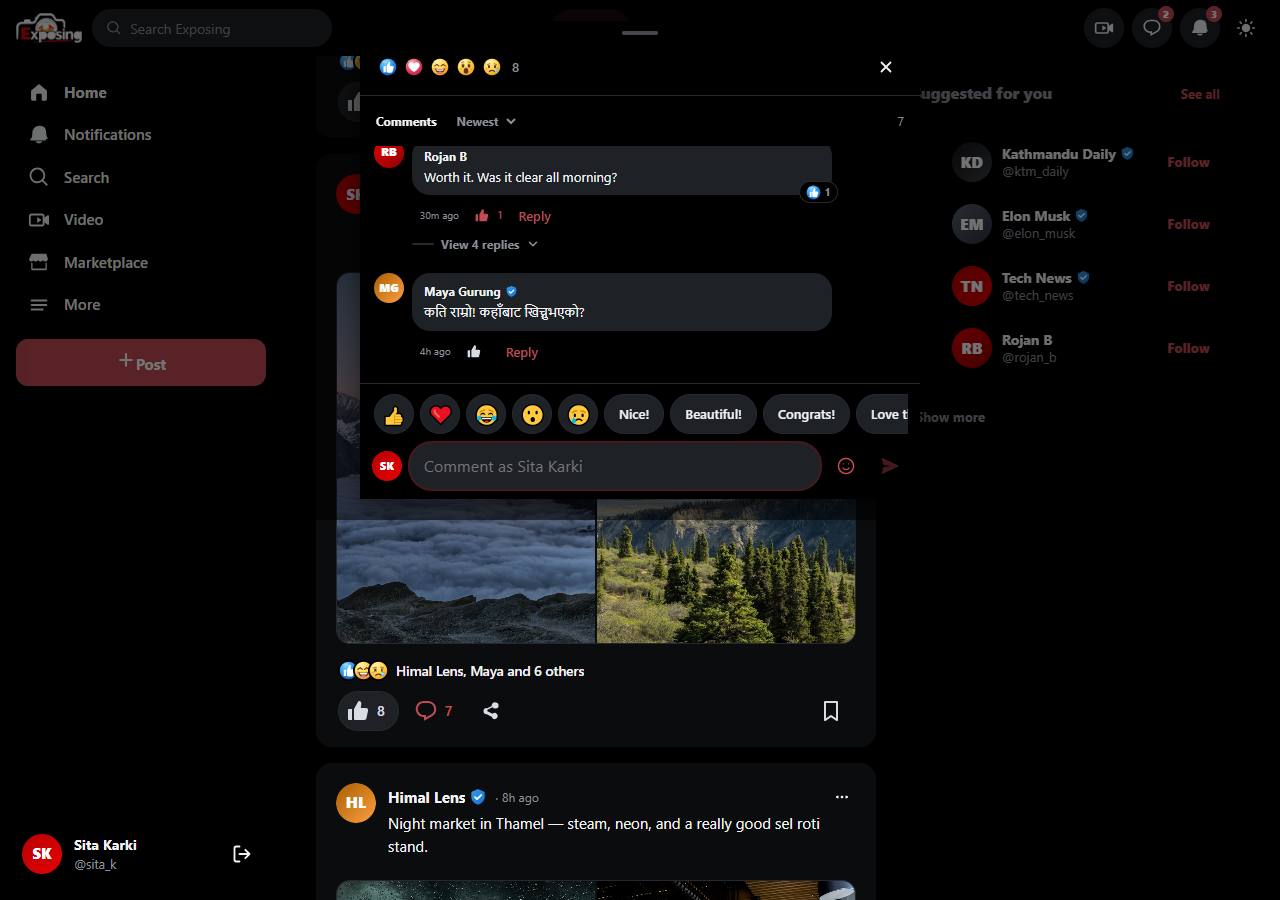 Exposing
Search Exposing
2
3
Home
Notifications
Search
Video
Marketplace
More
+ Post
8
Comments
Newest
7
RB
Rojan B
Worth it. Was it clear all morning?
1
30m ago
1
Reply
View 4 replies
MG
Maya Gurung
कति राम्रो! कहाँबाट खिच्नुभएको?
4h ago
Reply
Nice!
Beautiful!
Congrats!
Love t
SK
Comment as Sita Karki
uggested for you
See all
KD
Kathmandu Daily
@ktm_daily
Follow
EM
Elon Musk
@elon_musk
Follow
TN
Tech News
@tech_news
Follow
RB
Rojan B
@rojan_b
Follow
Show more
Himal Lens, Maya and 6 others
8
7
HL
Himal Lens
· 8h ago
Night market in Thamel — steam, neon, and a really good sel roti
stand.
SK
Sita Karki
@sita_k